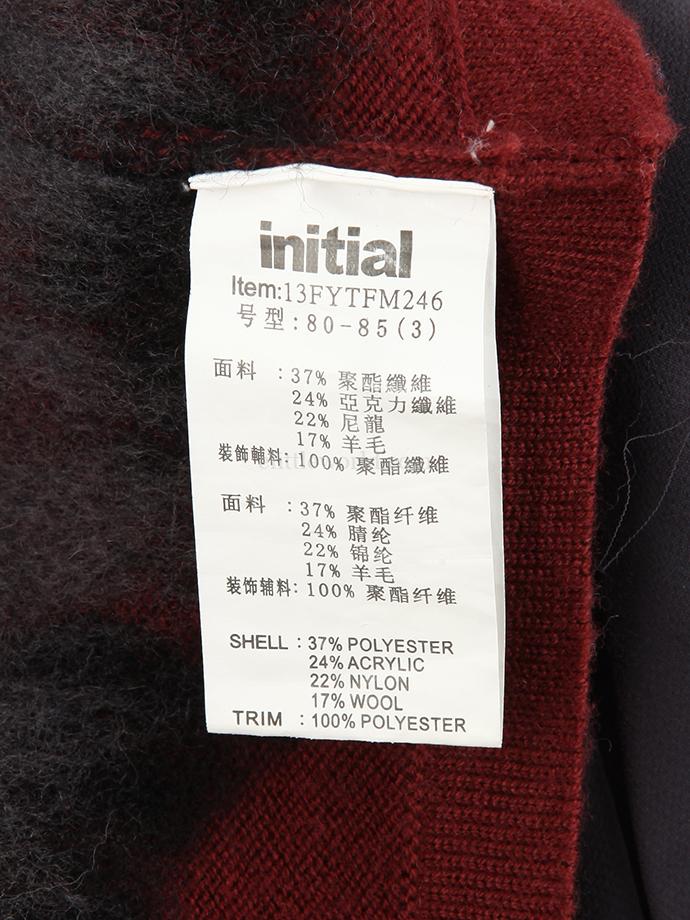 initial
Item:13FYTFM246
号型:80-85(3)
面料 :37% 聚酯纖維
24% 亞克力纖維
22% 尼龍
17% 羊毛
装飾輔料:100% 聚酯纖維
面料 :37% 聚酯纤维
24% 腈纶
22% 锦纶
17% 羊毛
装饰辅料:100% 聚酯纤维
SHELL : 37% POLYESTER
24% ACRYLIC
22% NYLON
17% WOOL
TRIM : 100% POLYESTER